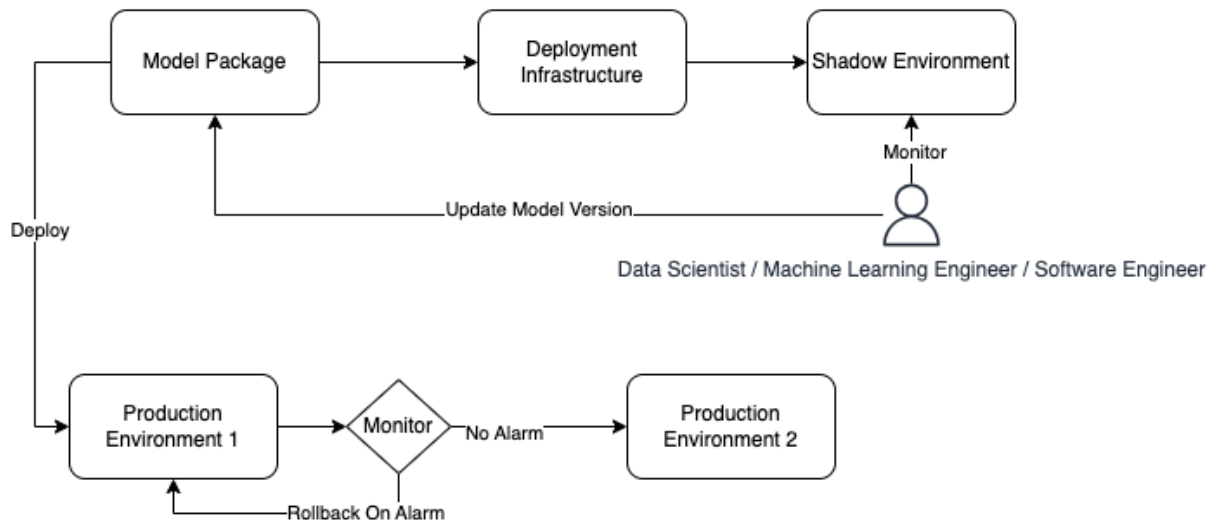 Model Package
Deployment
Infrastructure
Shadow Environment
Monitor
Update Model Version
Deploy
Data Scientist / Machine Learning Engineer / Software Engineer
Production
Environment 1
Monitor
No Alarm
Production
Environment 2
Rollback On Alarm